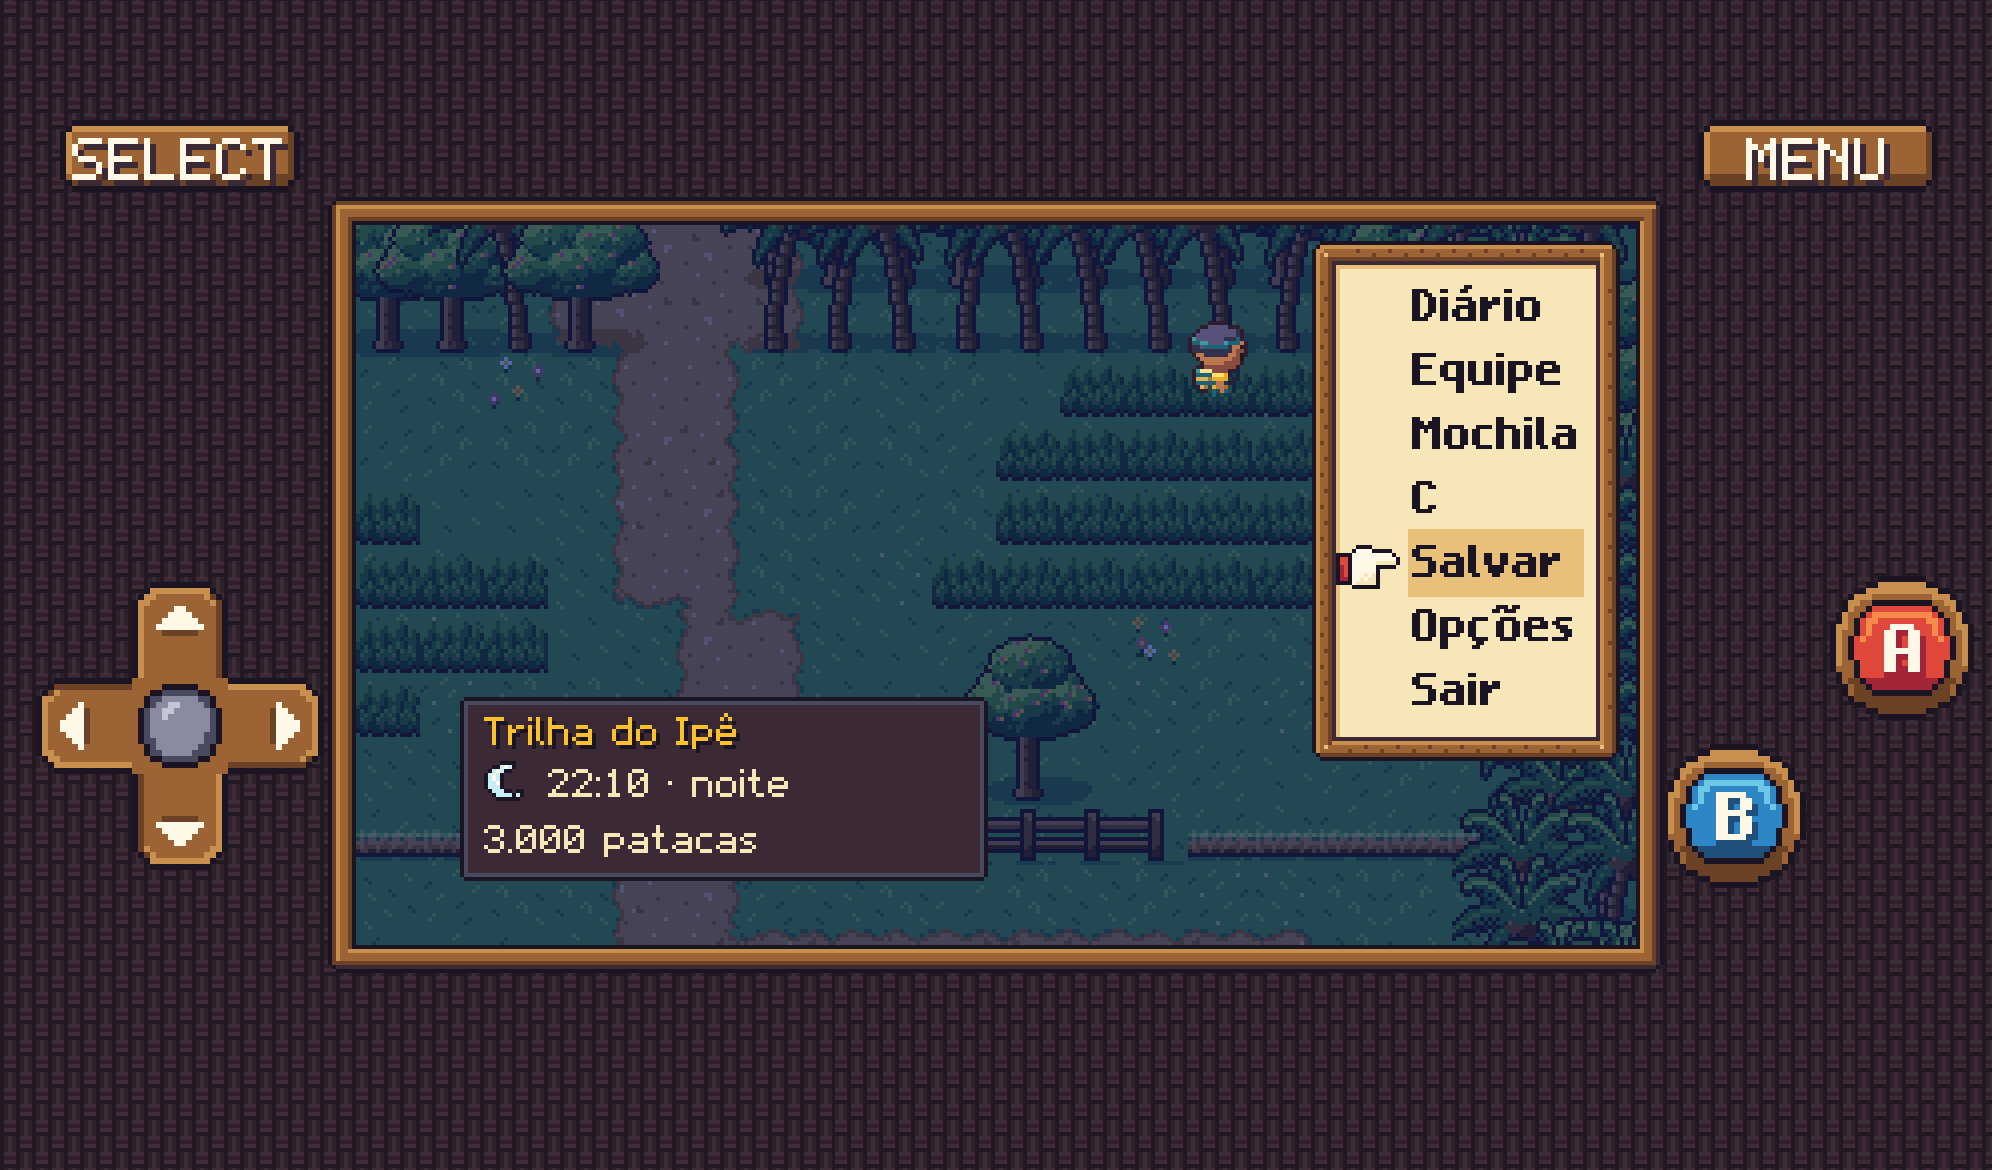 SELECT
MENU
Diário
Equipe
Mochila
C
Salvar
Opções
Sair
Trilha do Ipê
22:10 · noite
3.000 patacas
A
B